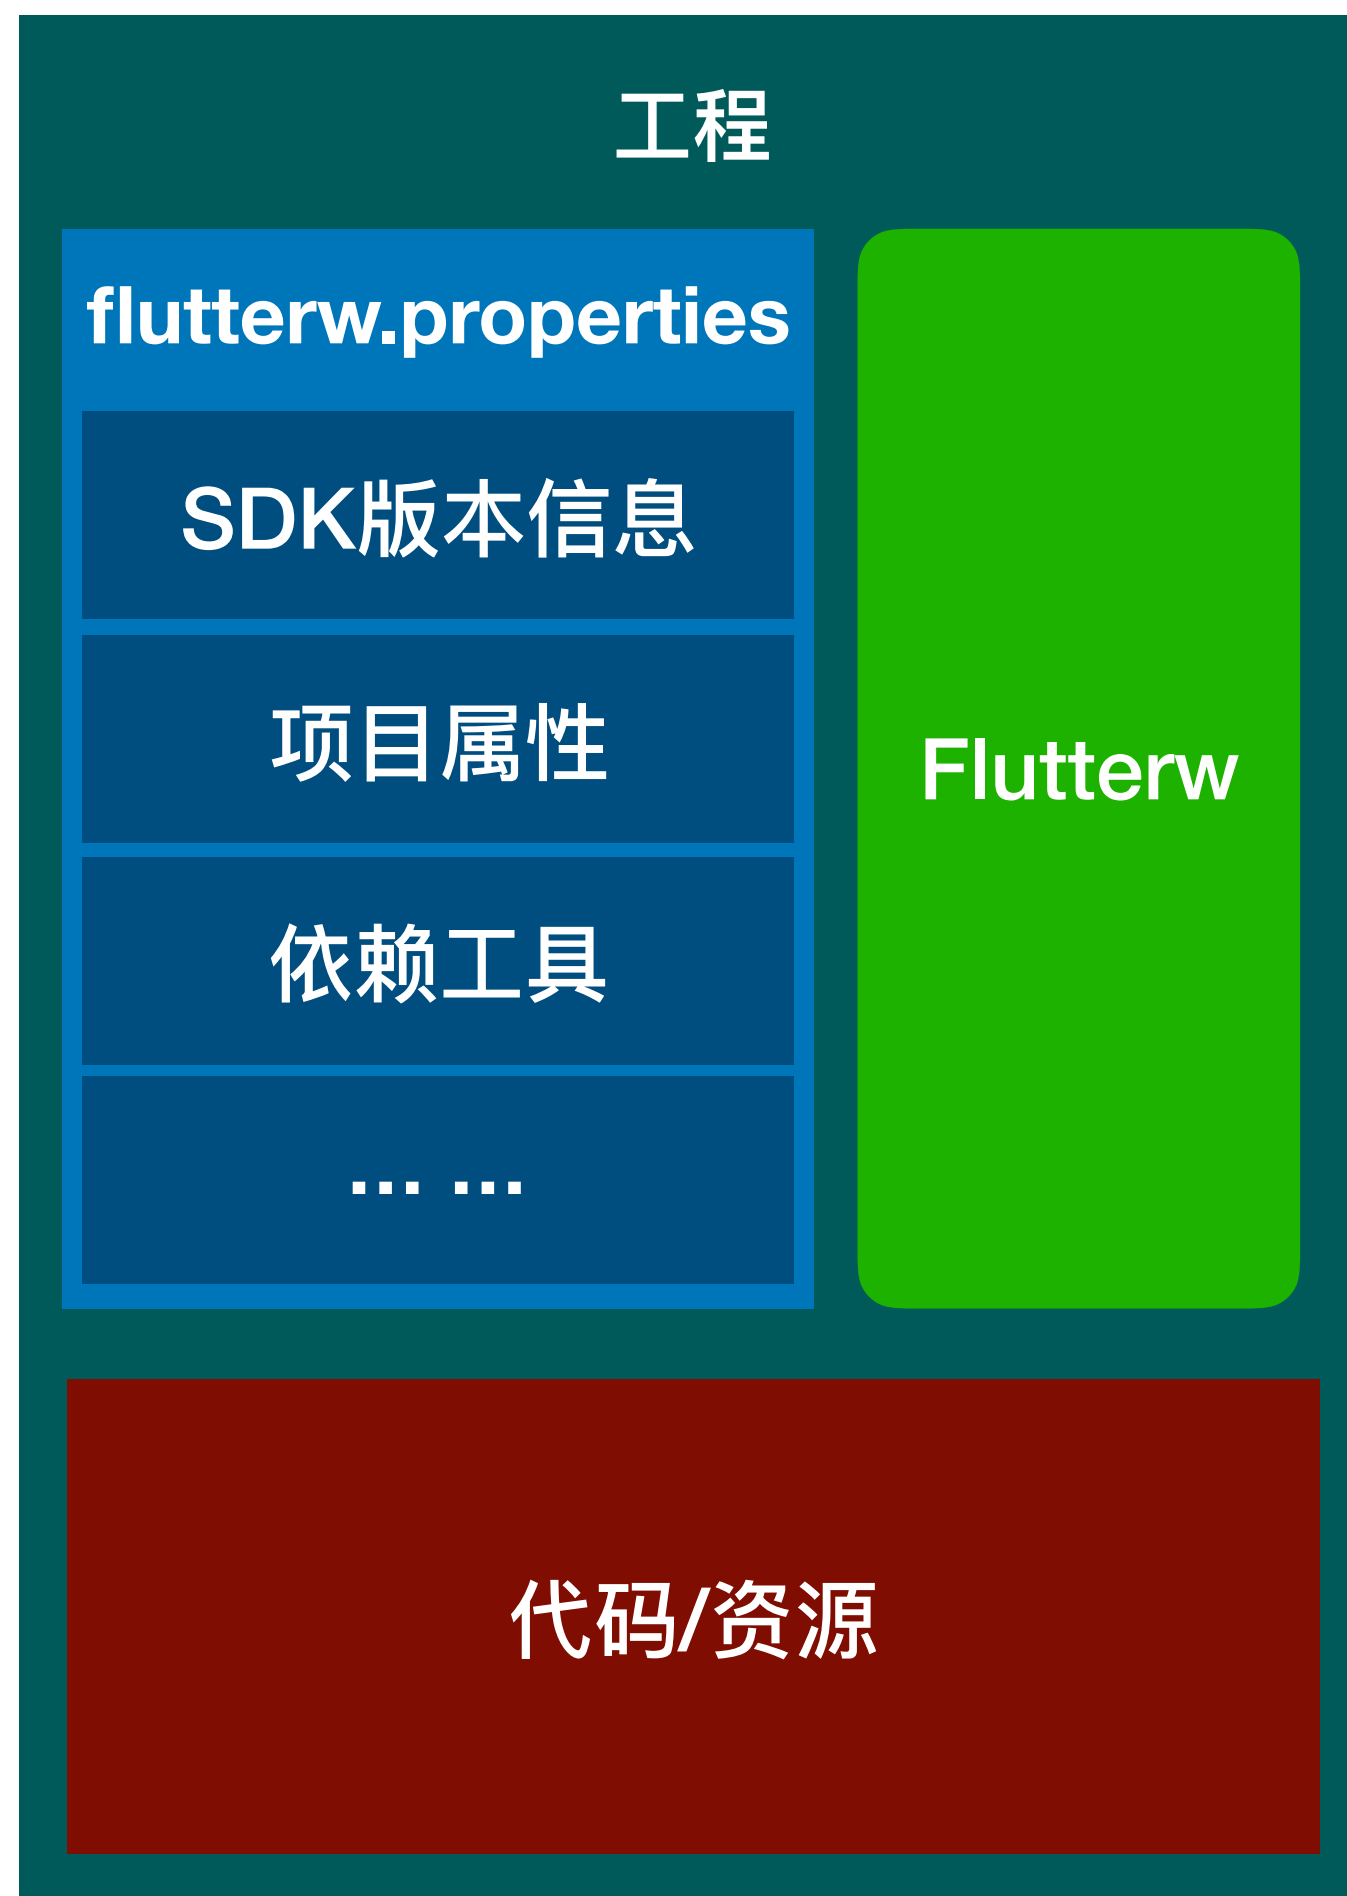 工程
flutterw.properties
SDK版本信息
项目属性
依赖工具
... ...
Flutterw
代码/资源